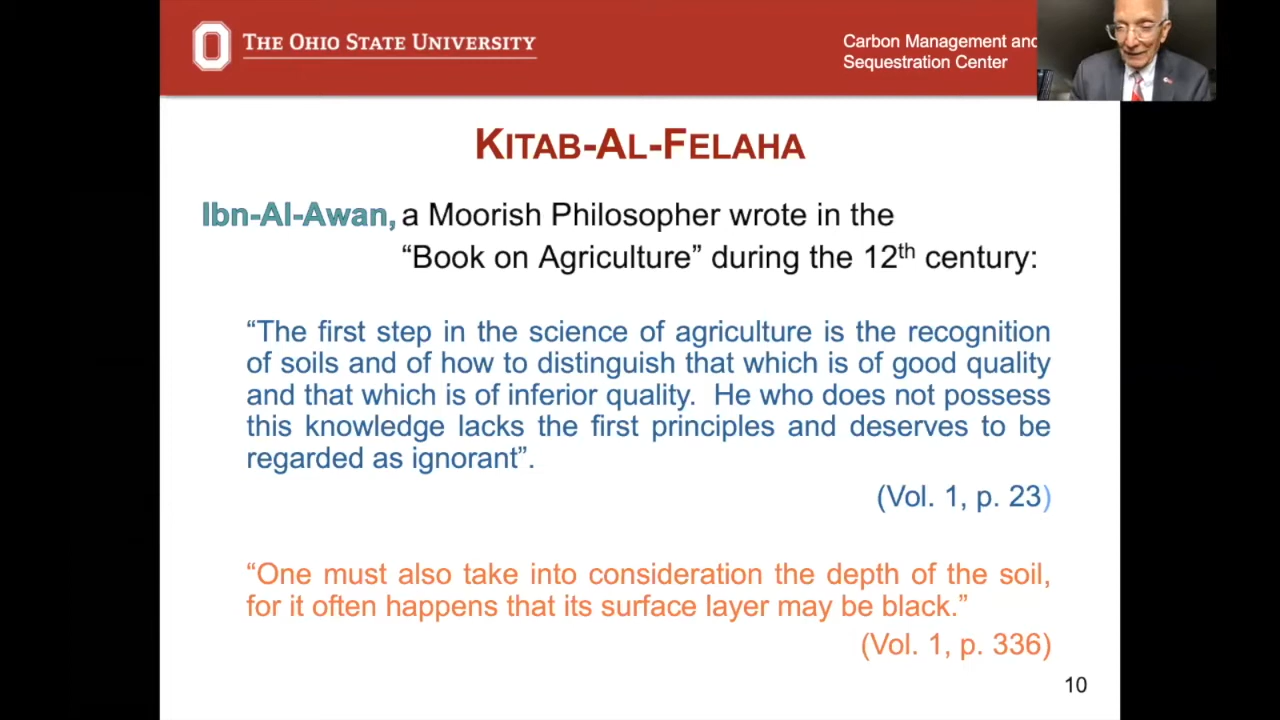 THE OHIO STATE UNIVERSITY
Carbon Management and
Sequestration Center
KITAB-AL-FELAHA
Ibn-Al-Awan, a Moorish Philosopher wrote in the
“Book on Agriculture” during the 12th century:
“The first step in the science of agriculture is the recognition
of soils and of how to distinguish that which is of good quality
and that which is of inferior quality. He who does not possess
this knowledge lacks the first principles and deserves to be
regarded as ignorant”.
(Vol. 1, p. 23)
“One must also take into consideration the depth of the soil,
for it often happens that its surface layer may be black.”
(Vol. 1, p. 336)
10